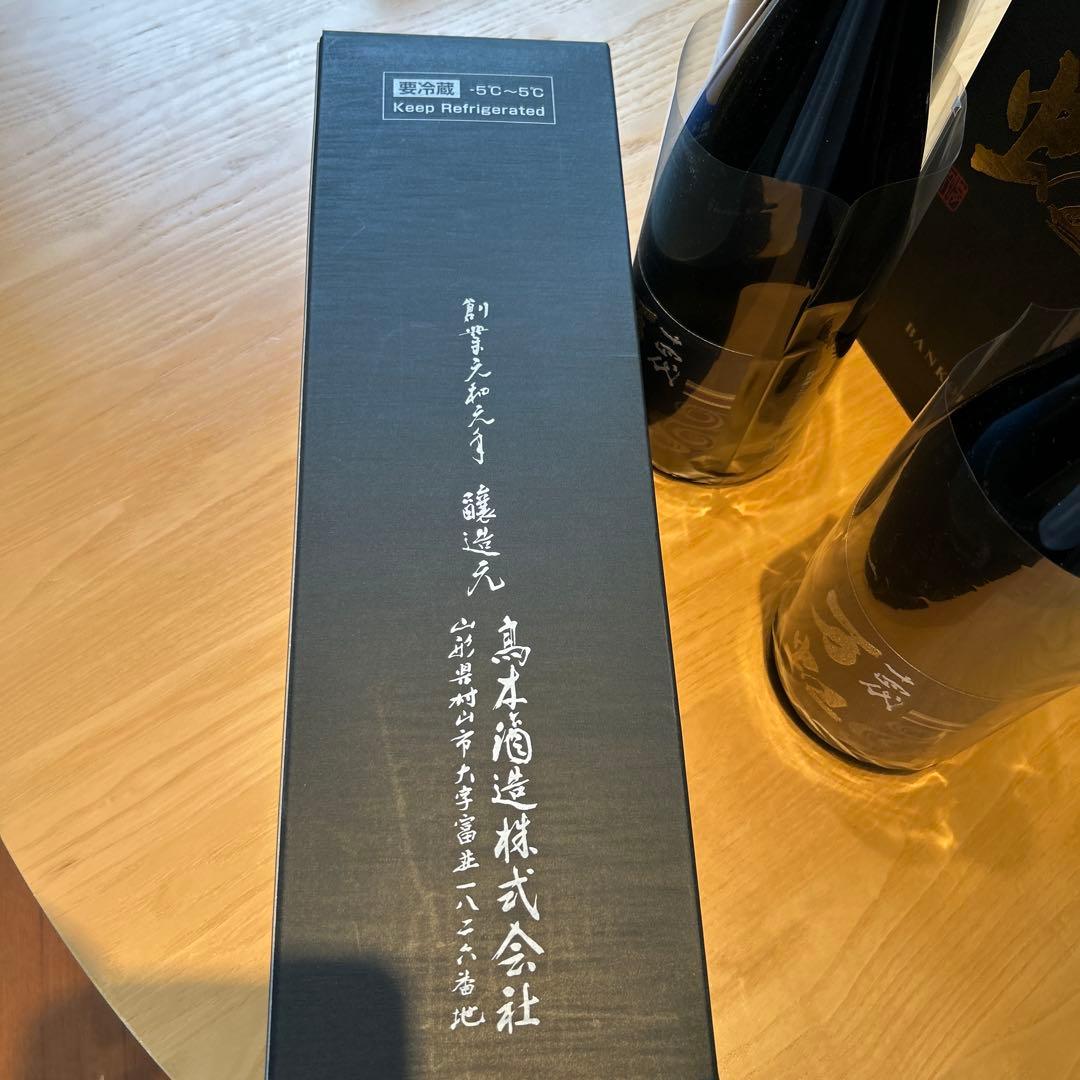 要冷蔵 -5℃～5℃
Keep Refrigerated
創業元和元年 醸造元
髙木酒造株式会社
山形県村山市大字富並一八二六番地
BANK